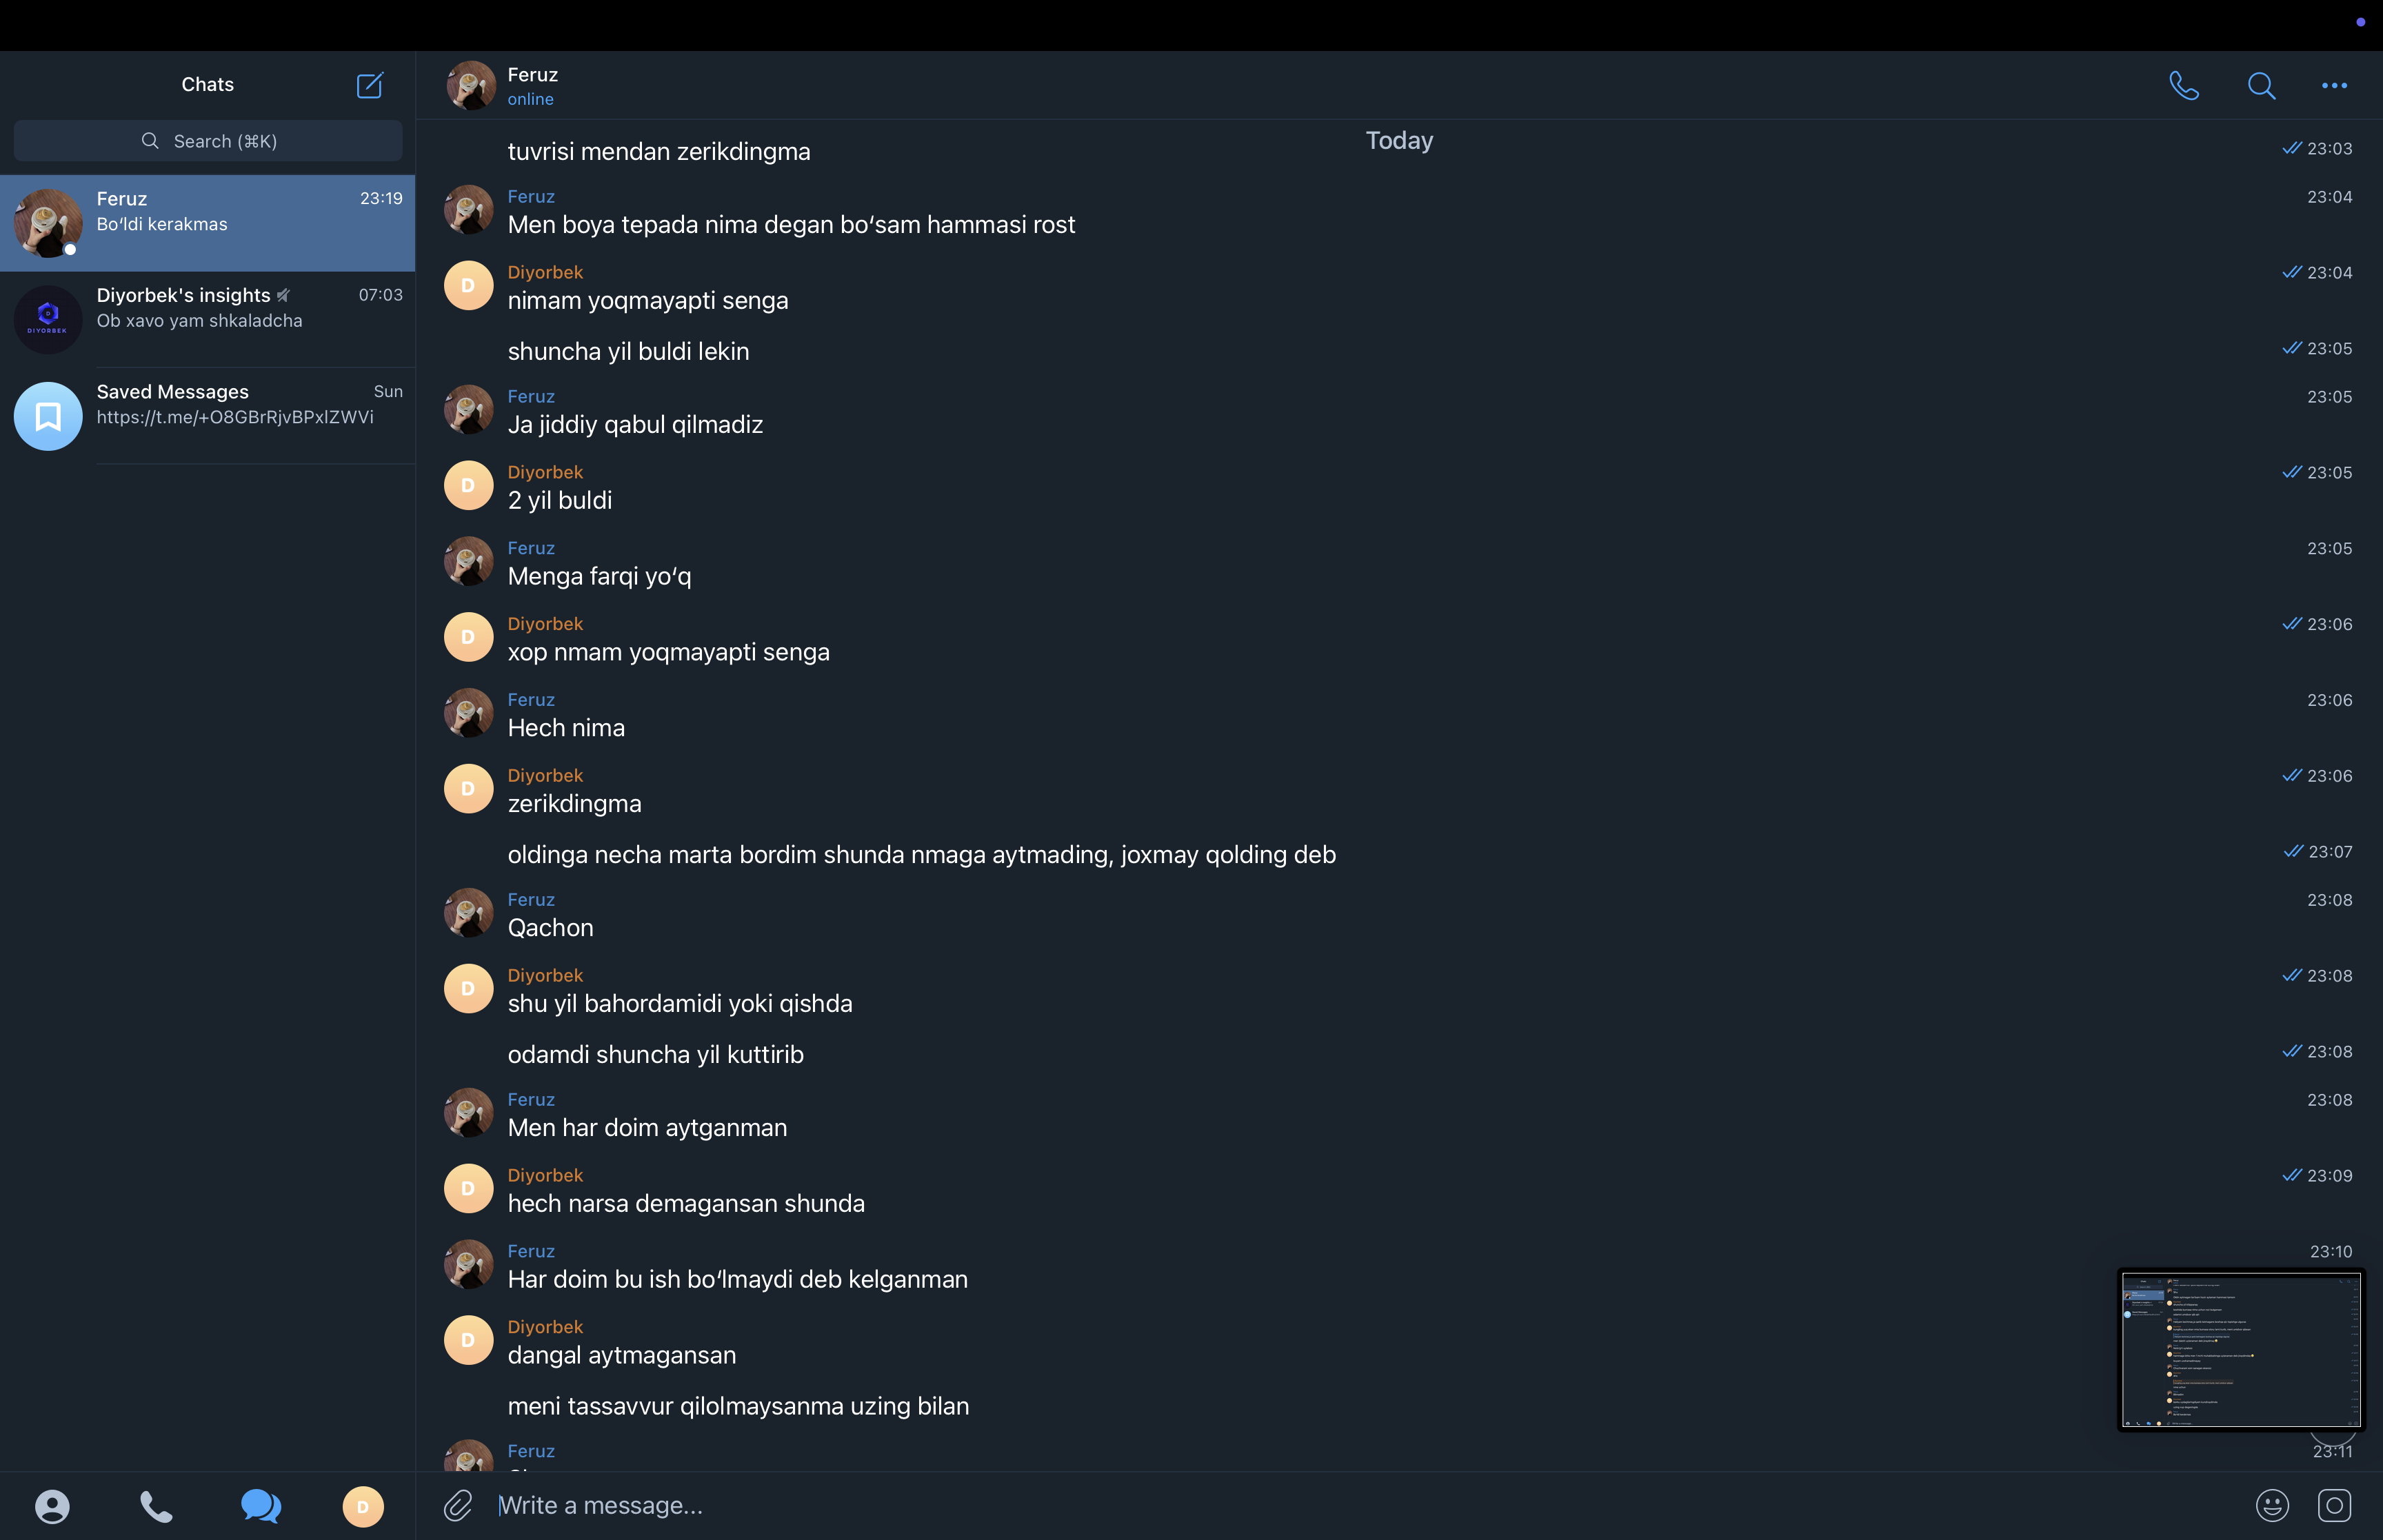 Chats
Search (⌘K)
Feruz 23:19
Bo‘ldi kerakmas
Diyorbek's insights 07:03
Ob xavo yam shkaladcha
DIYORBEK
Saved Messages Sun
https://t.me/+O8GBrRjvBPxlZWVi
D
Feruz
online
Today
tuvrisi mendan zerikdingma 23:03
Feruz 23:04
Men boya tepada nima degan bo‘sam hammasi rost
D
Diyorbek 23:04
nimam yoqmayapti senga
shuncha yil buldi lekin 23:05
Feruz 23:05
Ja jiddiy qabul qilmadiz
D
Diyorbek 23:05
2 yil buldi
Feruz 23:05
Menga farqi yo‘q
D
Diyorbek 23:06
xop nmam yoqmayapti senga
Feruz 23:06
Hech nima
D
Diyorbek 23:06
zerikdingma
oldinga necha marta bordim shunda nmaga aytmading, joxmay qolding deb 23:07
Feruz 23:08
Qachon
D
Diyorbek 23:08
shu yil bahordamidi yoki qishda
odamdi shuncha yil kuttirib 23:08
Feruz 23:08
Men har doim aytganman
D
Diyorbek 23:09
hech narsa demagansan shunda
Feruz 23:10
Har doim bu ish bo‘lmaydi deb kelganman
D
Diyorbek
dangal aytmagansan
meni tassavvur qilolmaysanma uzing bilan
Feruz 23:11
Write a message...